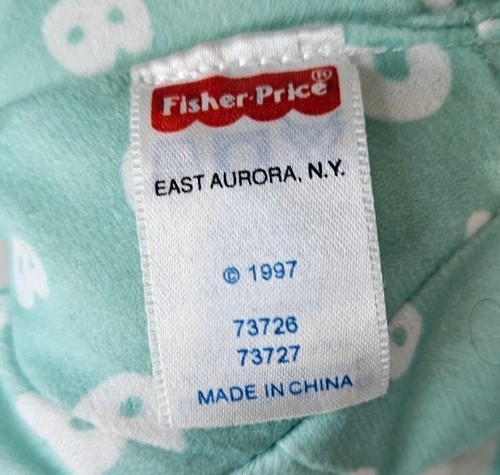 Fisher-Price®
EAST AURORA, N.Y.
© 1997
73726
73727
MADE IN CHINA